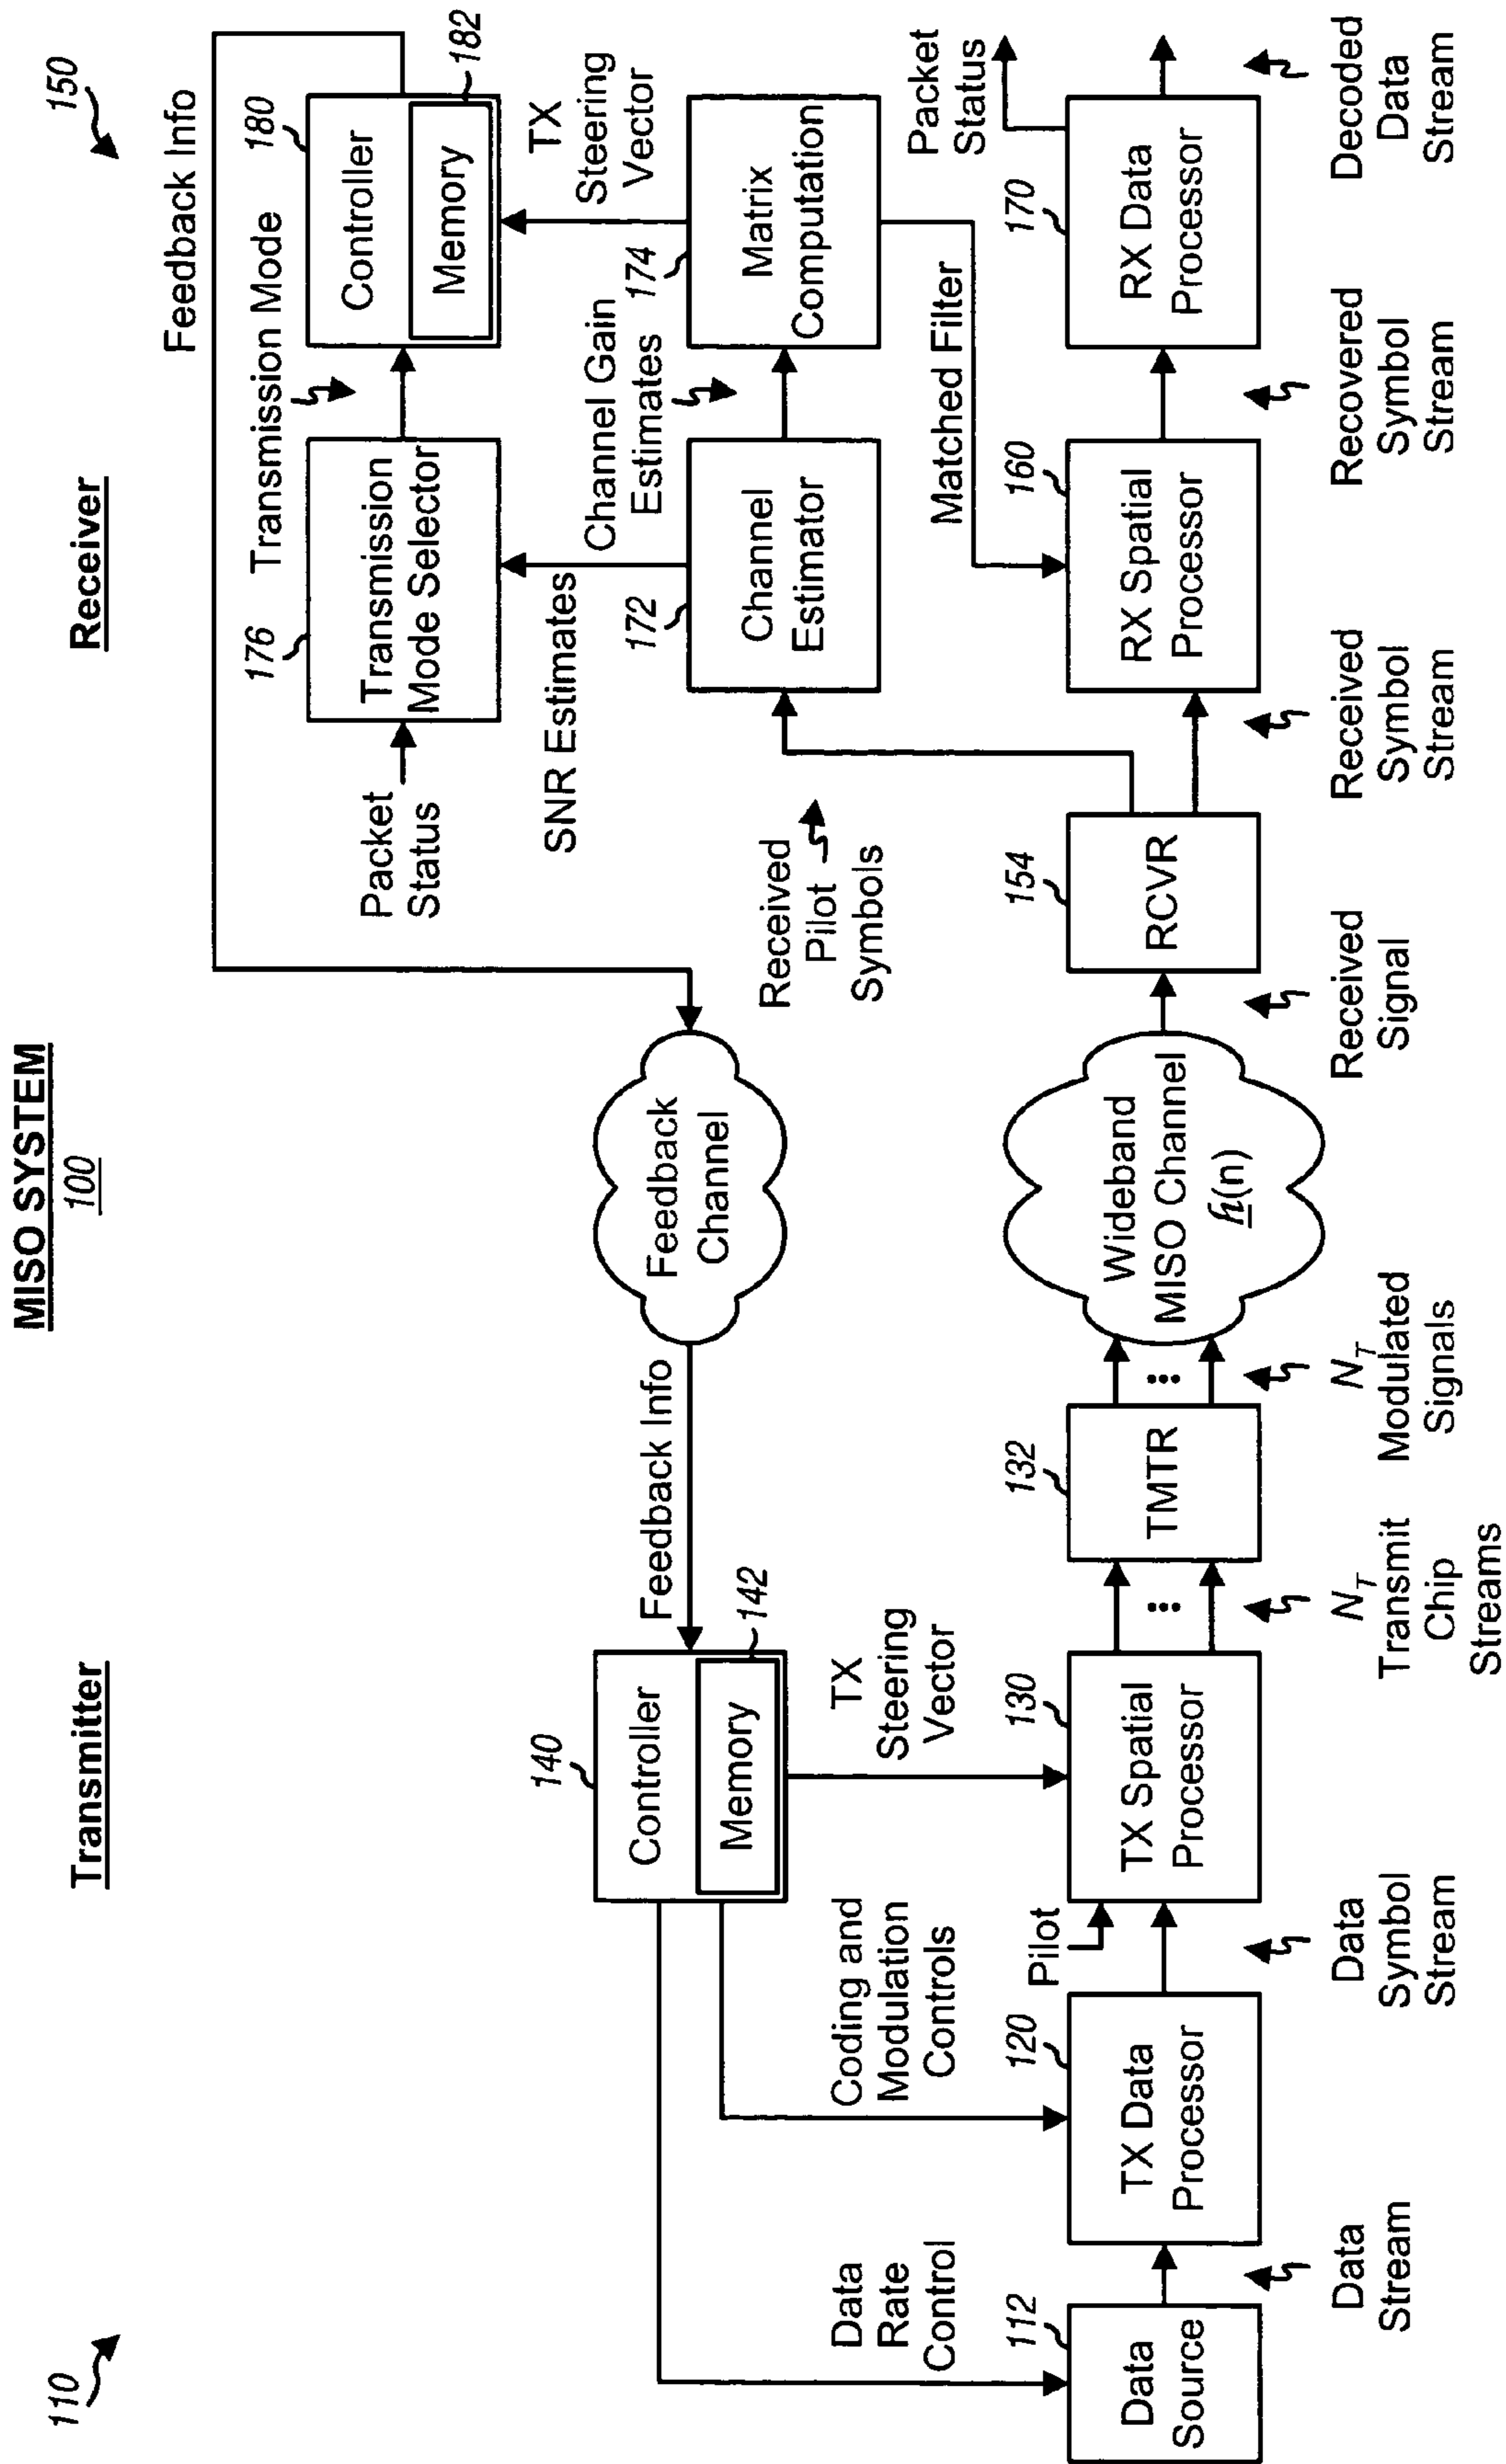 MISO SYSTEM
100
110
Transmitter
Receiver
150
Feedback Info
Transmission Mode
180
Controller
Memory
182
176
Transmission
Mode Selector
Packet
Status
TX
Steering
Vector
SNR Estimates
Channel Gain
Estimates
172
Channel
Estimator
174
Matrix
Computation
Matched Filter
Received
Pilot
Symbols
Feedback
Channel
Feedback Info
140
Controller
Memory
142
Data
Rate
Control
Coding and
Modulation
Controls
TX
Steering
Vector
Pilot
112
Data
Source
120
TX Data
Processor
130
TX Spatial
Processor
132
TMTR
Wideband
MISO Channel
h(n)
154
RCVR
160
RX Spatial
Processor
170
RX Data
Processor
Packet
Status
Data
Stream
Data
Symbol
Stream
N_T
Transmit
Chip
Streams
N_T
Modulated
Signals
Received
Signal
Received
Symbol
Stream
Recovered
Symbol
Stream
Decoded
Data
Stream